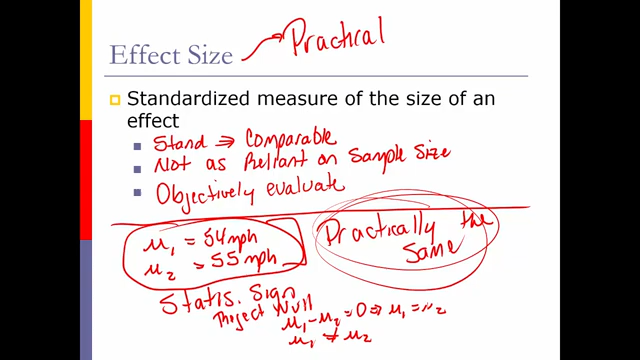 Effect Size → Practical
Standardized measure of the size of an
effect
Stand ⇒ Comparable
Not as Reliant on Sample Size
Objectively evaluate
μ₁ = 54 mph
μ₂ = 55 mph
Practically the
Same
Statis. Sign
Reject Null
μ₁ - μ₂ = 0 ⇒ μ₁ = μ₂
μ₁ ≠ μ₂